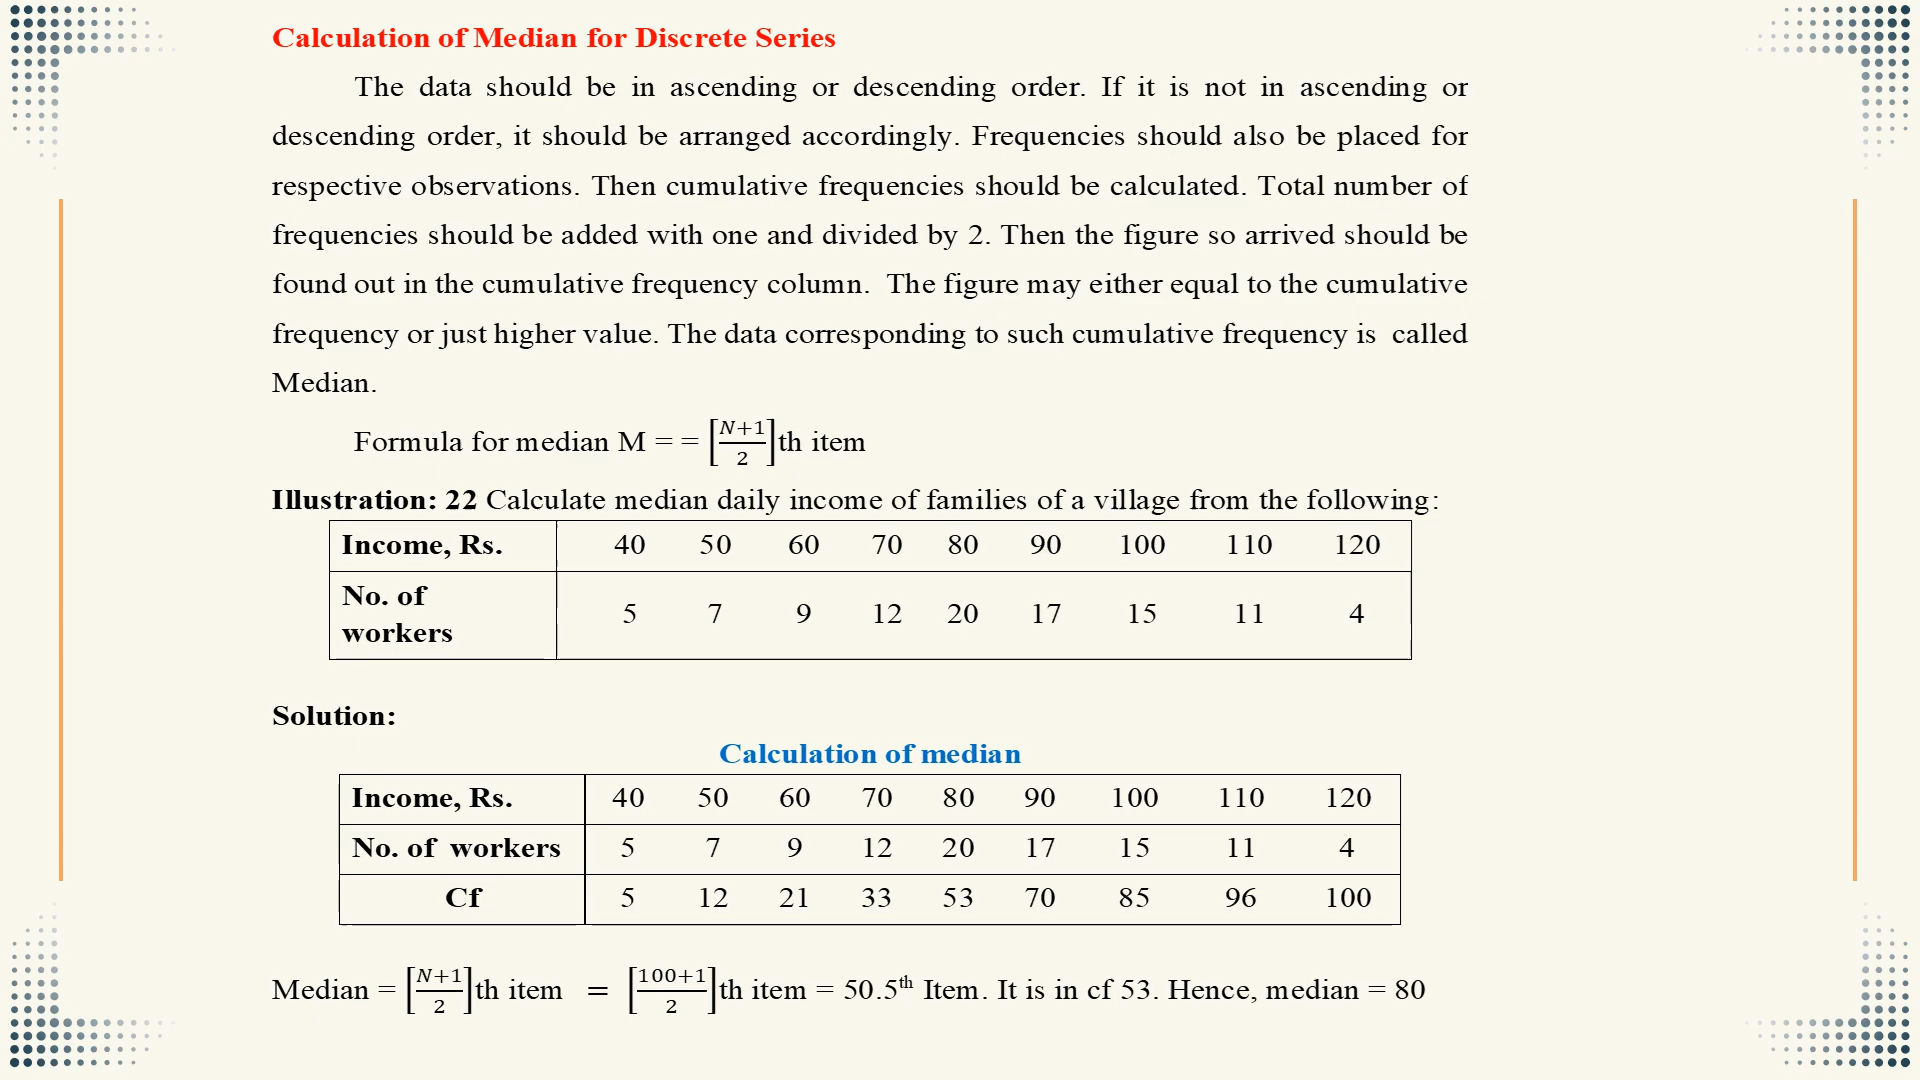 Calculation of Median for Discrete Series
The data should be in ascending or descending order. If it is not in ascending or
descending order, it should be arranged accordingly. Frequencies should also be placed for
respective observations. Then cumulative frequencies should be calculated. Total number of
frequencies should be added with one and divided by 2. Then the figure so arrived should be
found out in the cumulative frequency column. The figure may either equal to the cumulative
frequency or just higher value. The data corresponding to such cumulative frequency is called
Median.
Formula for median M = = [N+1/2]th item
Illustration: 22 Calculate median daily income of families of a village from the following:
Income, Rs. 40 50 60 70 80 90 100 110 120
No. of
workers 5 7 9 12 20 17 15 11 4
Solution:
Calculation of median
Income, Rs. 40 50 60 70 80 90 100 110 120
No. of workers 5 7 9 12 20 17 15 11 4
Cf 5 12 21 33 53 70 85 96 100
Median = [N+1/2]th item = [100+1/2]th item = 50.5th Item. It is in cf 53. Hence, median = 80